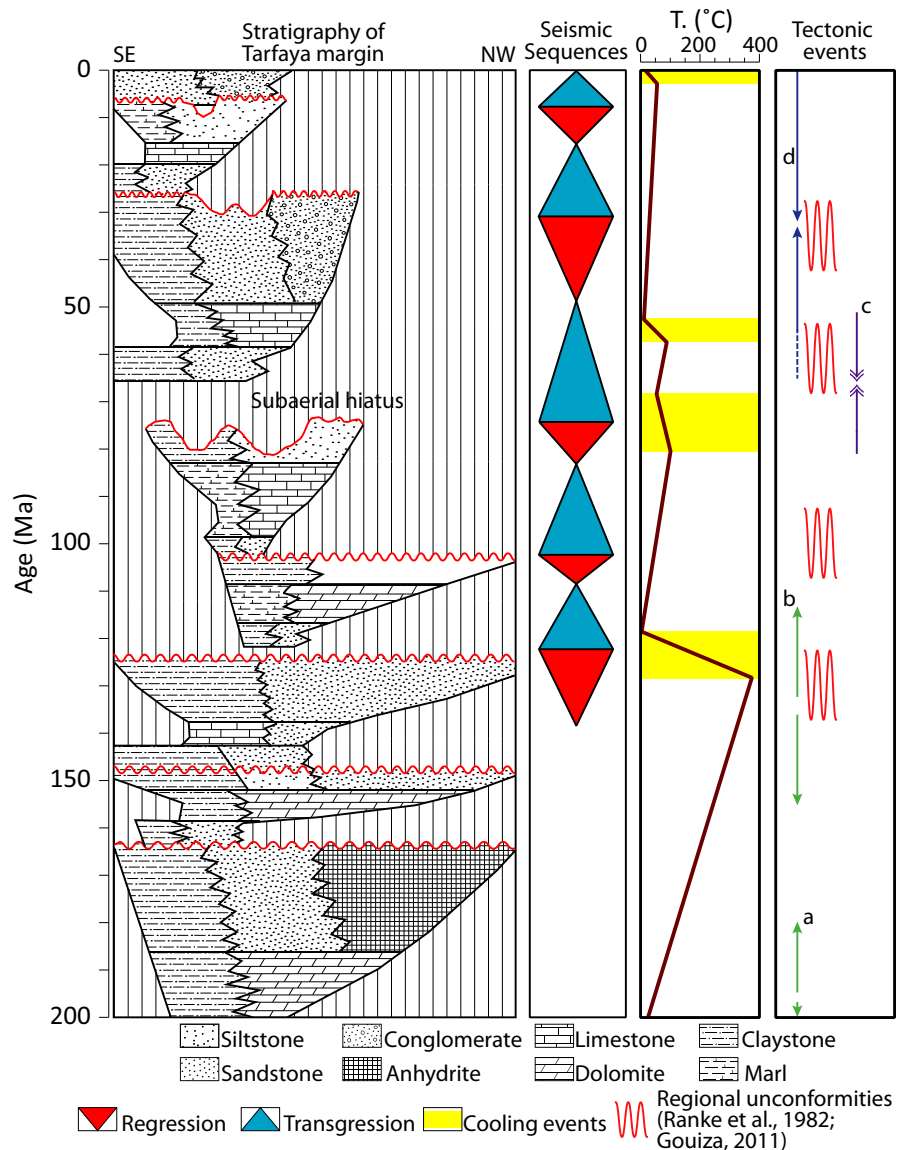 Stratigraphy of
Tarfaya margin
SE
NW
Seismic
Sequences
T. (˚C)
0 200 400
Tectonic
events
0
50
100
150
200
Age (Ma)
Subaerial hiatus
d
c
b
a
Siltstone
Conglomerate
Limestone
Claystone
Sandstone
Anhydrite
Dolomite
Marl
Regression
Transgression
Cooling events
Regional unconformities
(Ranke et al., 1982;
Gouiza, 2011)